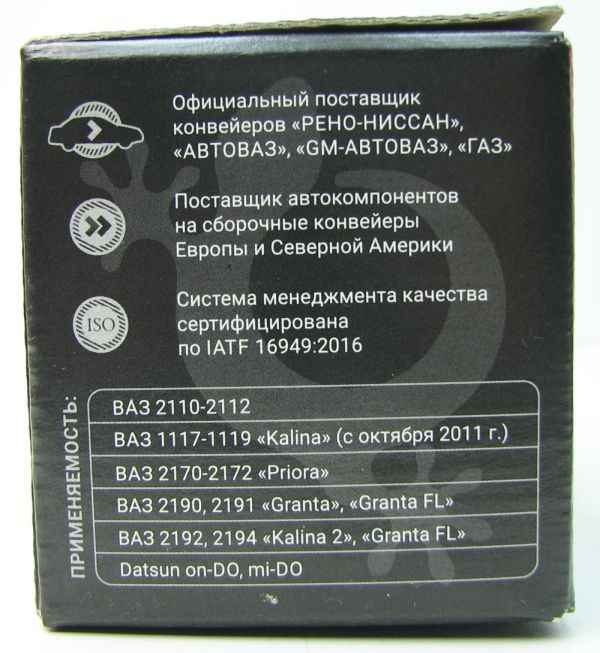 Официальный поставщик
конвейеров «РЕНО-НИССАН»,
«АВТОВАЗ», «GM-АВТОВАЗ», «ГАЗ»
Поставщик автокомпонентов
на сборочные конвейеры
Европы и Северной Америки
ISO
Система менеджмента качества
сертифицирована
по IATF 16949:2016
ПРИМЕНЯЕМОСТЬ:
ВАЗ 2110-2112
ВАЗ 1117-1119 «Kalina» (с октября 2011 г.)
ВАЗ 2170-2172 «Priora»
ВАЗ 2190, 2191 «Granta», «Granta FL»
ВАЗ 2192, 2194 «Kalina 2», «Granta FL»
Datsun on-DO, mi-DO